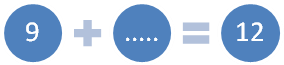 9 + ..... = 12